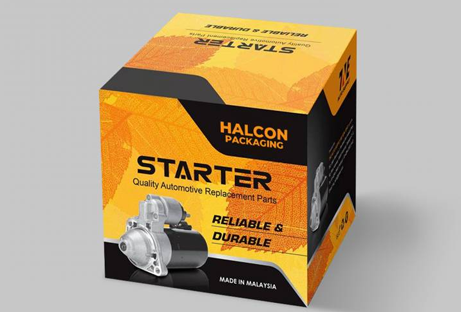 RELIABLE & DURABLE
Quality Automotive Replacement Parts
STARTER
HALCON
PACKAGING
STARTER
Quality Automotive Replacement Parts
RELIABLE &
DURABLE
MADE IN MALAYSIA